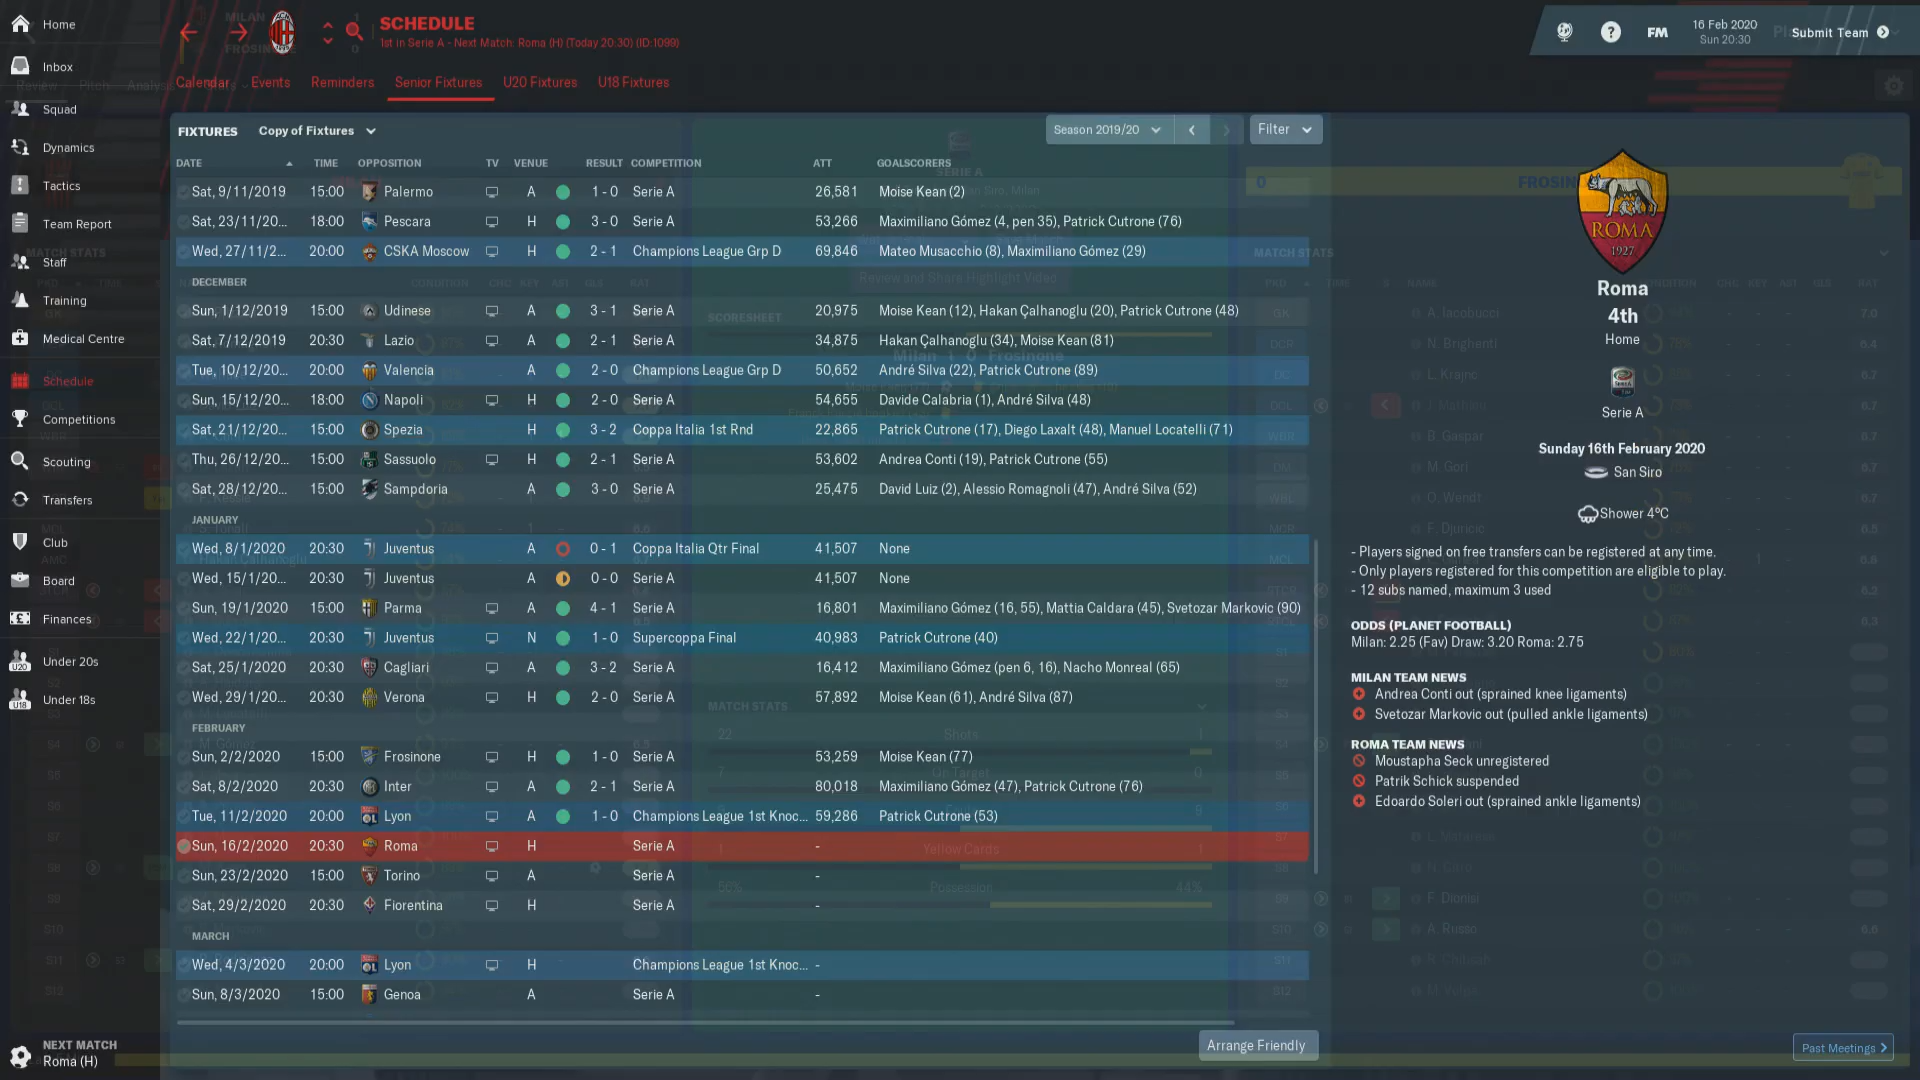 Home
Inbox
Squad
Dynamics
Tactics
Team Report
Staff
Training
Medical Centre
Schedule
Competitions
Scouting
Transfers
Club
Board
Finances
Under 20s
Under 18s
NEXT MATCH
Roma (H)
SCHEDULE
1st in Serie A - Next Match: Roma (H) (Today 20:30) (ID:1099)
Calendar Events Reminders Senior Fixtures U20 Fixtures U18 Fixtures
FM 16 Feb 2020 Sun 20:30 Submit Team
FIXTURES Copy of Fixtures Season 2019/20 Filter
DATE TIME OPPOSITION TV VENUE RESULT COMPETITION ATT GOALSCORERS
Sat, 9/11/2019 15:00 Palermo A 1 - 0 Serie A 26,581 Moise Kean (2)
Sat, 23/11/20... 18:00 Pescara H 3 - 0 Serie A 53,266 Maximiliano Gómez (4, pen 35), Patrick Cutrone (76)
Wed, 27/11/2... 20:00 CSKA Moscow H 2 - 1 Champions League Grp D 69,846 Mateo Musacchio (8), Maximiliano Gómez (29)
DECEMBER
Sun, 1/12/2019 15:00 Udinese A 3 - 1 Serie A 20,975 Moise Kean (12), Hakan Çalhanoglu (20), Patrick Cutrone (48)
Sat, 7/12/2019 20:30 Lazio A 2 - 1 Serie A 34,875 Hakan Çalhanoglu (34), Moise Kean (81)
Tue, 10/12/20... 20:00 Valencia A 2 - 0 Champions League Grp D 50,652 André Silva (22), Patrick Cutrone (89)
Sun, 15/12/20... 18:00 Napoli H 2 - 0 Serie A 54,655 Davide Calabria (1), André Silva (48)
Sat, 21/12/20... 15:00 Spezia H 3 - 2 Coppa Italia 1st Rnd 22,865 Patrick Cutrone (17), Diego Laxalt (48), Manuel Locatelli (71)
Thu, 26/12/20... 15:00 Sassuolo H 2 - 1 Serie A 53,602 Andrea Conti (19), Patrick Cutrone (55)
Sat, 28/12/20... 15:00 Sampdoria A 3 - 0 Serie A 25,475 David Luiz (2), Alessio Romagnoli (47), André Silva (52)
JANUARY
Wed, 8/1/2020 20:30 Juventus A 0 - 1 Coppa Italia Qtr Final 41,507 None
Wed, 15/1/20... 20:30 Juventus A 0 - 0 Serie A 41,507 None
Sun, 19/1/2020 15:00 Parma A 4 - 1 Serie A 16,801 Maximiliano Gómez (16, 55), Mattia Caldara (45), Svetozar Markovic (90)
Wed, 22/1/20... 20:30 Juventus N 1 - 0 Supercoppa Final 40,983 Patrick Cutrone (40)
Sat, 25/1/2020 20:30 Cagliari A 3 - 2 Serie A 16,412 Maximiliano Gómez (pen 6, 16), Nacho Monreal (65)
Wed, 29/1/20... 20:30 Verona H 2 - 0 Serie A 57,892 Moise Kean (61), André Silva (87)
FEBRUARY
Sun, 2/2/2020 15:00 Frosinone H 1 - 0 Serie A 53,259 Moise Kean (77)
Sat, 8/2/2020 20:30 Inter A 2 - 1 Serie A 80,018 Maximiliano Gómez (47), Patrick Cutrone (76)
Tue, 11/2/2020 20:00 Lyon A 1 - 0 Champions League 1st Knoc... 59,286 Patrick Cutrone (53)
Sun, 16/2/2020 20:30 Roma H Serie A -
Sun, 23/2/2020 15:00 Torino A Serie A -
Sat, 29/2/2020 20:30 Fiorentina H Serie A -
MARCH
Wed, 4/3/2020 20:00 Lyon H Champions League 1st Knoc... -
Sun, 8/3/2020 15:00 Genoa A Serie A -
Arrange Friendly
ROMA
1927
Roma
4th
Home
Serie A
Sunday 16th February 2020
San Siro
Shower 4°C
- Players signed on free transfers can be registered at any time.
- Only players registered for this competition are eligible to play.
- 12 subs named, maximum 3 used
ODDS (PLANET FOOTBALL)
Milan: 2.25 (Fav) Draw: 3.20 Roma: 2.75
MILAN TEAM NEWS
Andrea Conti out (sprained knee ligaments)
Svetozar Markovic out (pulled ankle ligaments)
ROMA TEAM NEWS
Moustapha Seck unregistered
Patrik Schick suspended
Edoardo Soleri out (sprained ankle ligaments)
Past Meetings